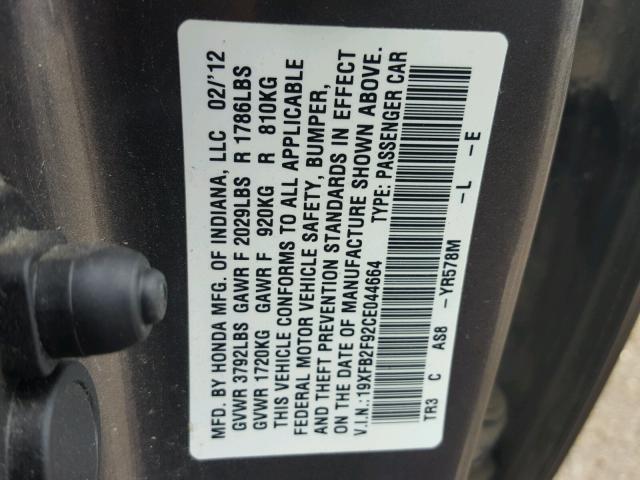 MFD. BY HONDA MFG. OF INDIANA, LLC 02/'12
GVWR 3792LBS GAWR F 2029LBS R 1786LBS
GVWR 1720KG GAWR F 920KG R 810KG
THIS VEHICLE CONFORMS TO ALL APPLICABLE
FEDERAL MOTOR VEHICLE SAFETY, BUMPER,
AND THEFT PREVENTION STANDARDS IN EFFECT
ON THE DATE OF MANUFACTURE SHOWN ABOVE.
V.I.N.:19XFB2F92CE044664 TYPE: PASSENGER CAR
TR3 C AS8 -YR578M -L -E